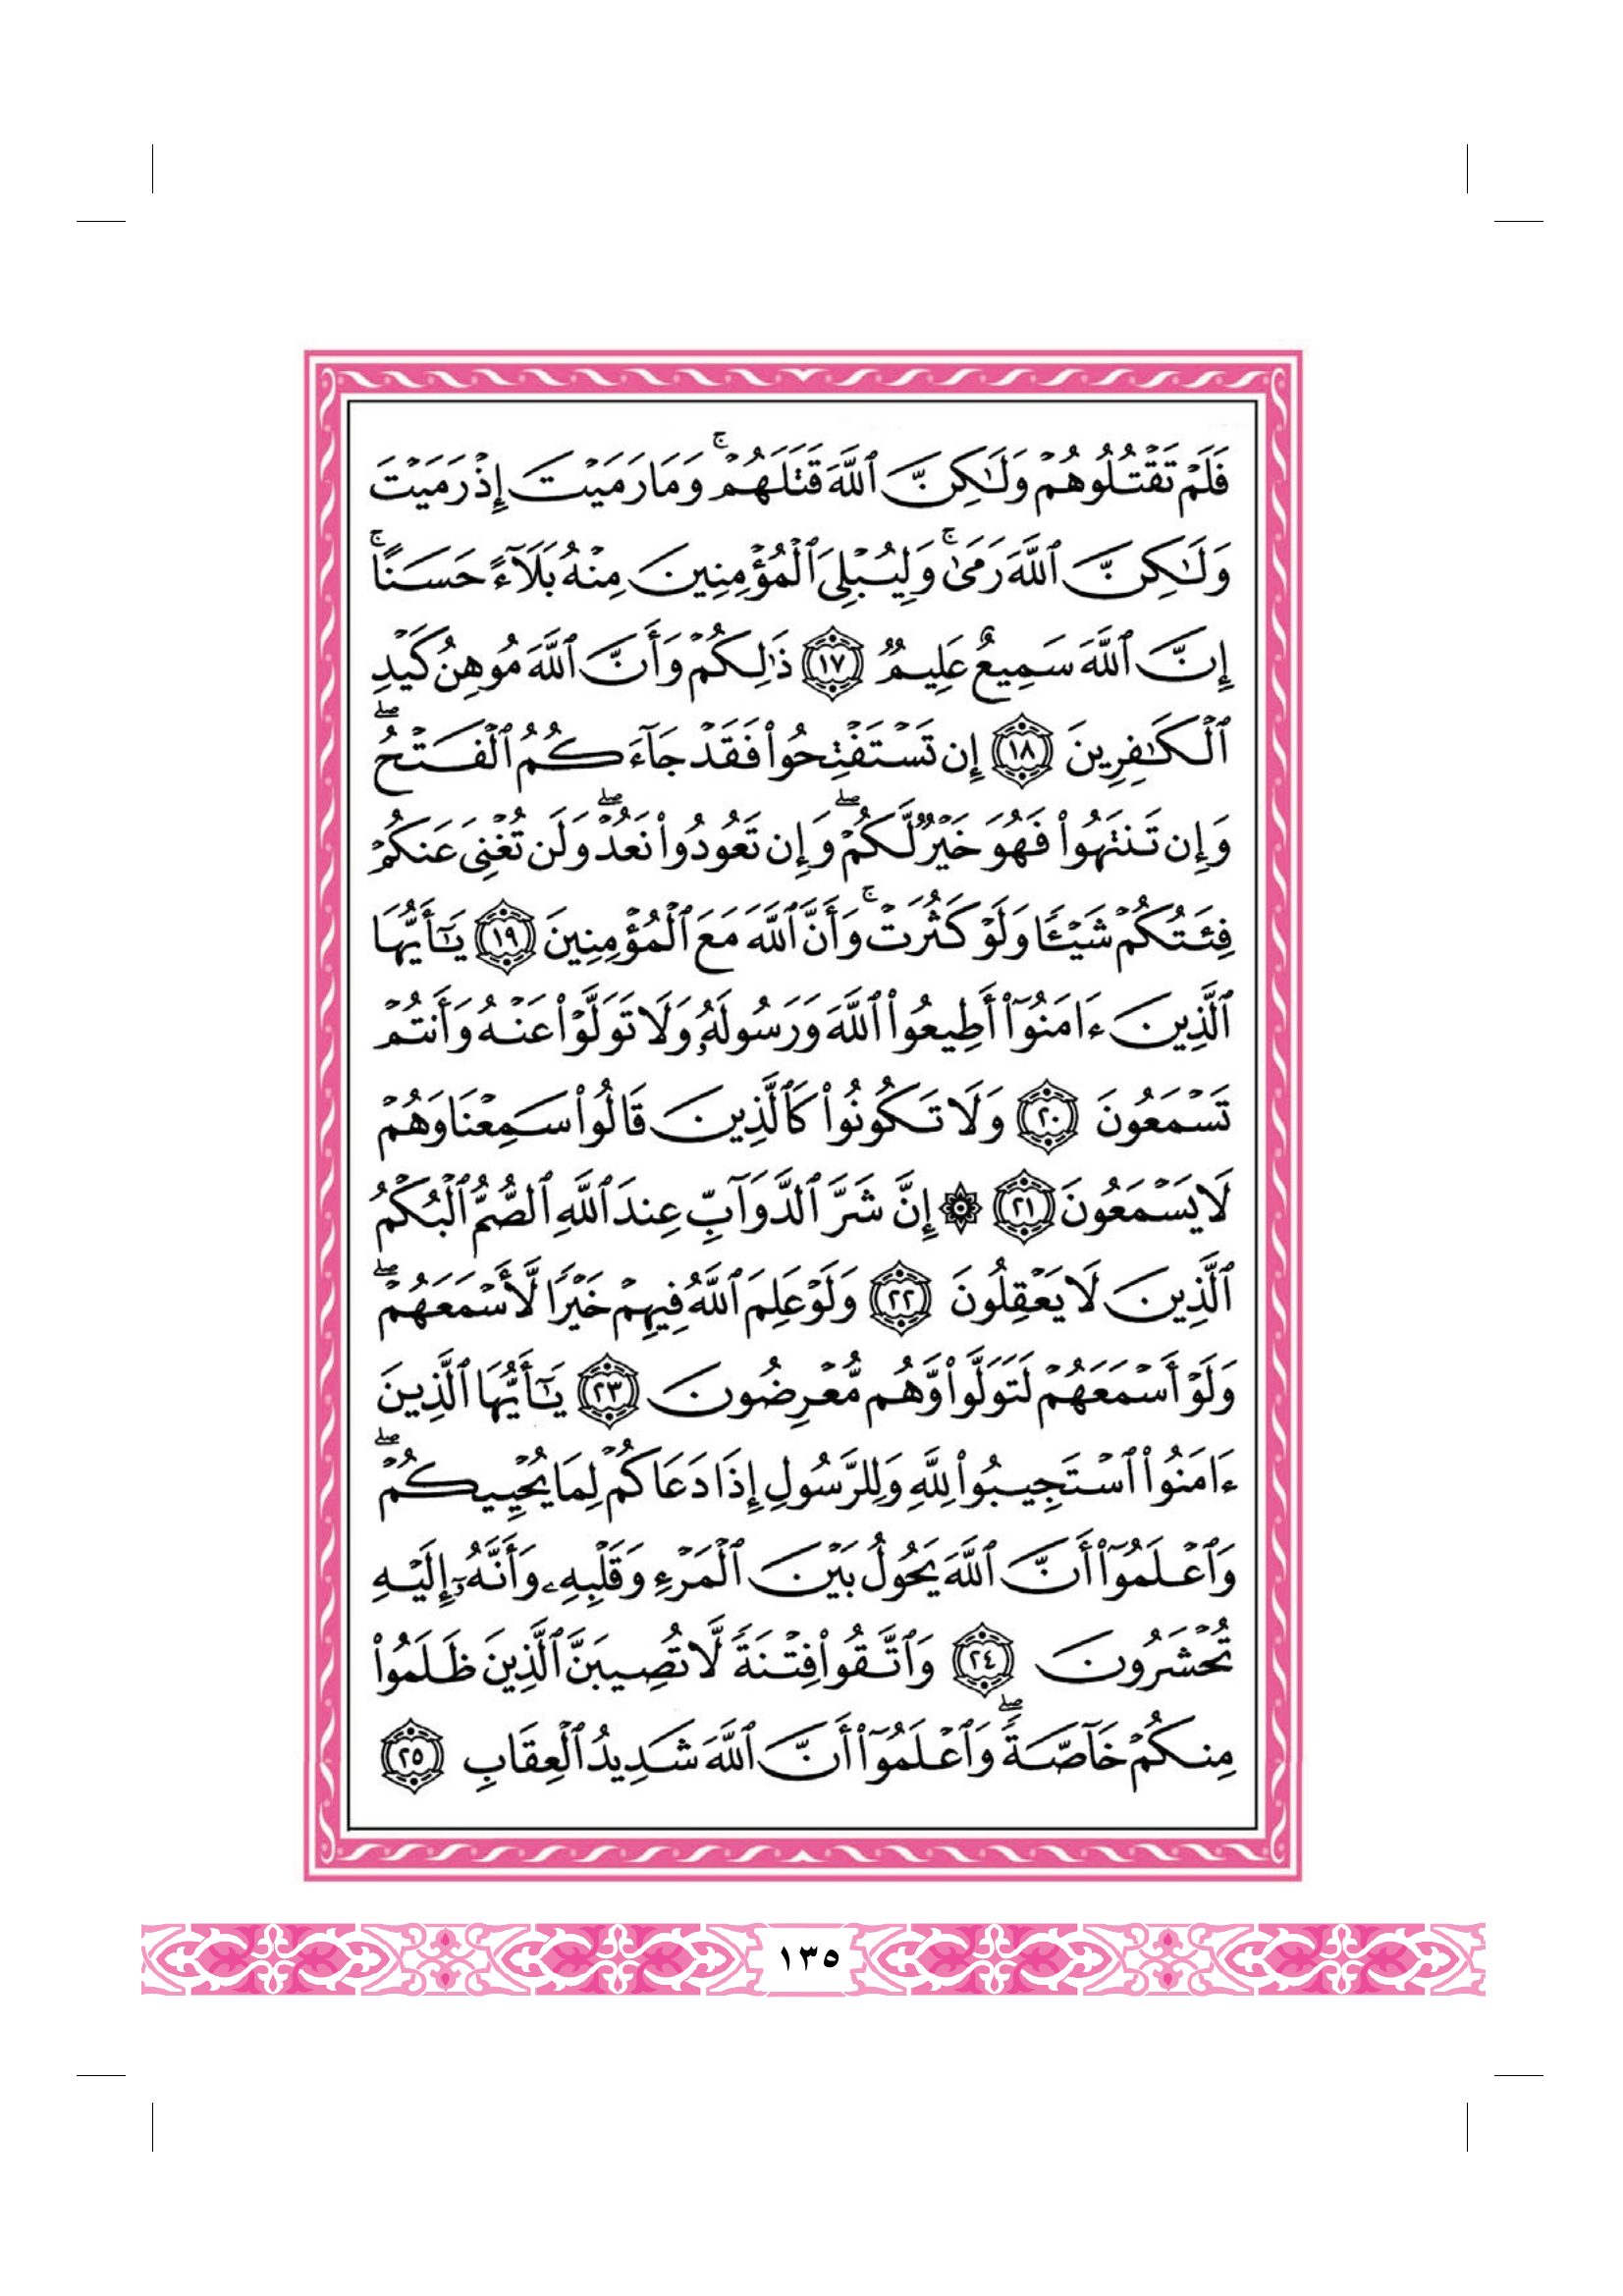 فَلَمْ تَقْتُلُوهُمْ وَلَٰكِنَّ ٱللَّهَ قَتَلَهُمْ ۚ وَمَا رَمَيْتَ إِذْ رَمَيْتَ
وَلَٰكِنَّ ٱللَّهَ رَمَىٰ ۚ وَلِيُبْلِىَ ٱلْمُؤْمِنِينَ مِنْهُ بَلَآءً حَسَنًا ۚ
إِنَّ ٱللَّهَ سَمِيعٌ عَلِيمٌ ١٧ ذَٰلِكُمْ وَأَنَّ ٱللَّهَ مُوهِنُ كَيْدِ
ٱلْكَٰفِرِينَ ١٨ إِن تَسْتَفْتِحُوا۟ فَقَدْ جَآءَكُمُ ٱلْفَتْحُ ۖ
وَإِن تَنتَهُوا۟ فَهُوَ خَيْرٌ لَّكُمْ ۖ وَإِن تَعُودُوا۟ نَعُدْ ۖ وَلَن تُغْنِىَ عَنكُمْ
فِئَتُكُمْ شَيْـًٔا وَلَوْ كَثُرَتْ ۚ وَأَنَّ ٱللَّهَ مَعَ ٱلْمُؤْمِنِينَ ١٩ يَٰٓأَيُّهَا
ٱلَّذِينَ ءَامَنُوٓا۟ أَطِيعُوا۟ ٱللَّهَ وَرَسُولَهُۥ وَلَا تَوَلَّوْا۟ عَنْهُ وَأَنتُمْ
تَسْمَعُونَ ٢٠ وَلَا تَكُونُوا۟ كَٱلَّذِينَ قَالُوا۟ سَمِعْنَا وَهُمْ
لَا يَسْمَعُونَ ٢١ ۞ إِنَّ شَرَّ ٱلدَّوَآبِّ عِندَ ٱللَّهِ ٱلصُّمُّ ٱلْبُكْمُ
ٱلَّذِينَ لَا يَعْقِلُونَ ٢٢ وَلَوْ عَلِمَ ٱللَّهُ فِيهِمْ خَيْرًا لَّأَسْمَعَهُمْ ۖ
وَلَوْ أَسْمَعَهُمْ لَتَوَلَّوا۟ وَّهُم مُّعْرِضُونَ ٢٣ يَٰٓأَيُّهَا ٱلَّذِينَ
ءَامَنُوا۟ ٱسْتَجِيبُوا۟ لِلَّهِ وَلِلرَّسُولِ إِذَا دَعَاكُمْ لِمَا يُحْيِيكُمْ ۖ
وَٱعْلَمُوٓا۟ أَنَّ ٱللَّهَ يَحُولُ بَيْنَ ٱلْمَرْءِ وَقَلْبِهِۦ وَأَنَّهُۥٓ إِلَيْهِ
تُحْشَرُونَ ٢٤ وَٱتَّقُوا۟ فِتْنَةً لَّا تُصِيبَنَّ ٱلَّذِينَ ظَلَمُوا۟
مِنكُمْ خَآصَّةً ۖ وَٱعْلَمُوٓا۟ أَنَّ ٱللَّهَ شَدِيدُ ٱلْعِقَابِ ٢٥
١٣٥